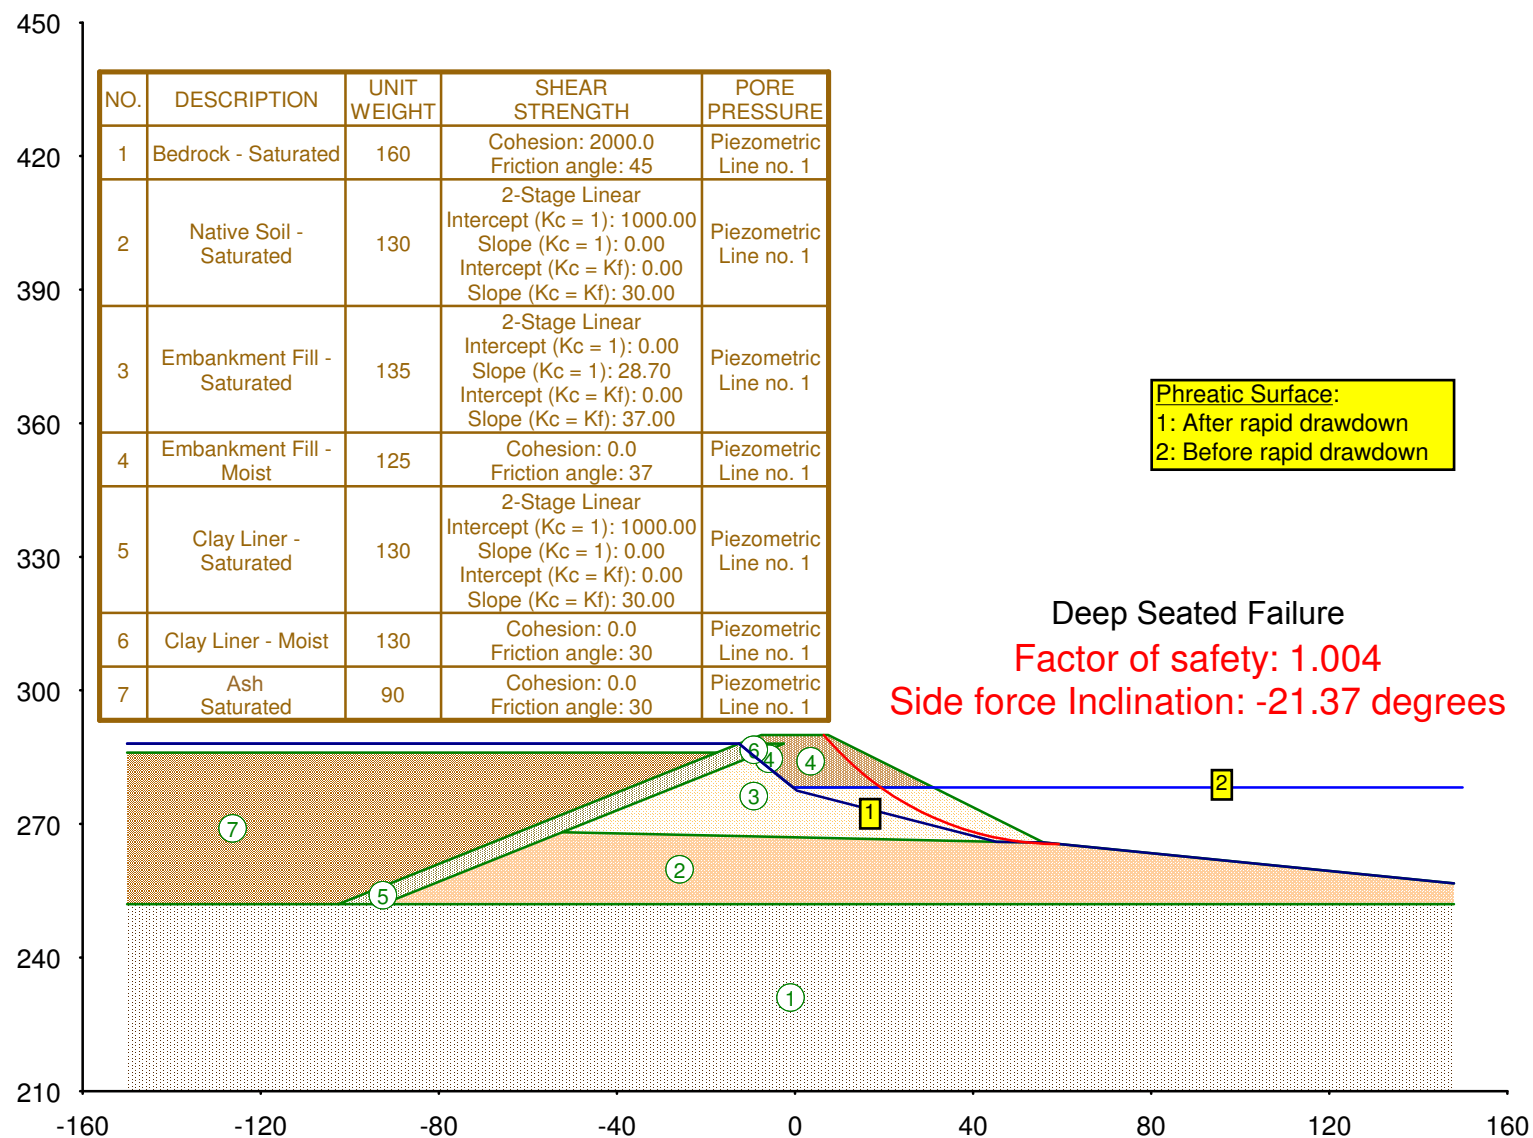 450
420
390
360
330
300
270
240
210
NO.
DESCRIPTION
UNIT
WEIGHT
SHEAR
STRENGTH
PORE
PRESSURE
1
Bedrock - Saturated
160
Cohesion: 2000.0
Friction angle: 45
Piezometric
Line no. 1
2
Native Soil -
Saturated
130
2-Stage Linear
Intercept (Kc = 1): 1000.00
Slope (Kc = 1): 0.00
Intercept (Kc = Kf): 0.00
Slope (Kc = Kf): 30.00
Piezometric
Line no. 1
3
Embankment Fill -
Saturated
135
2-Stage Linear
Intercept (Kc = 1): 0.00
Slope (Kc = 1): 28.70
Intercept (Kc = Kf): 0.00
Slope (Kc = Kf): 37.00
Piezometric
Line no. 1
4
Embankment Fill -
Moist
125
Cohesion: 0.0
Friction angle: 37
Piezometric
Line no. 1
5
Clay Liner -
Saturated
130
2-Stage Linear
Intercept (Kc = 1): 1000.00
Slope (Kc = 1): 0.00
Intercept (Kc = Kf): 0.00
Slope (Kc = Kf): 30.00
Piezometric
Line no. 1
6
Clay Liner - Moist
130
Cohesion: 0.0
Friction angle: 30
Piezometric
Line no. 1
7
Ash
Saturated
90
Cohesion: 0.0
Friction angle: 30
Piezometric
Line no. 1
Phreatic Surface:
1: After rapid drawdown
2: Before rapid drawdown
Deep Seated Failure
Factor of safety: 1.004
Side force Inclination: -21.37 degrees
6
4
4
3
1
2
7
2
5
1
-160
-120
-80
-40
0
40
80
120
160